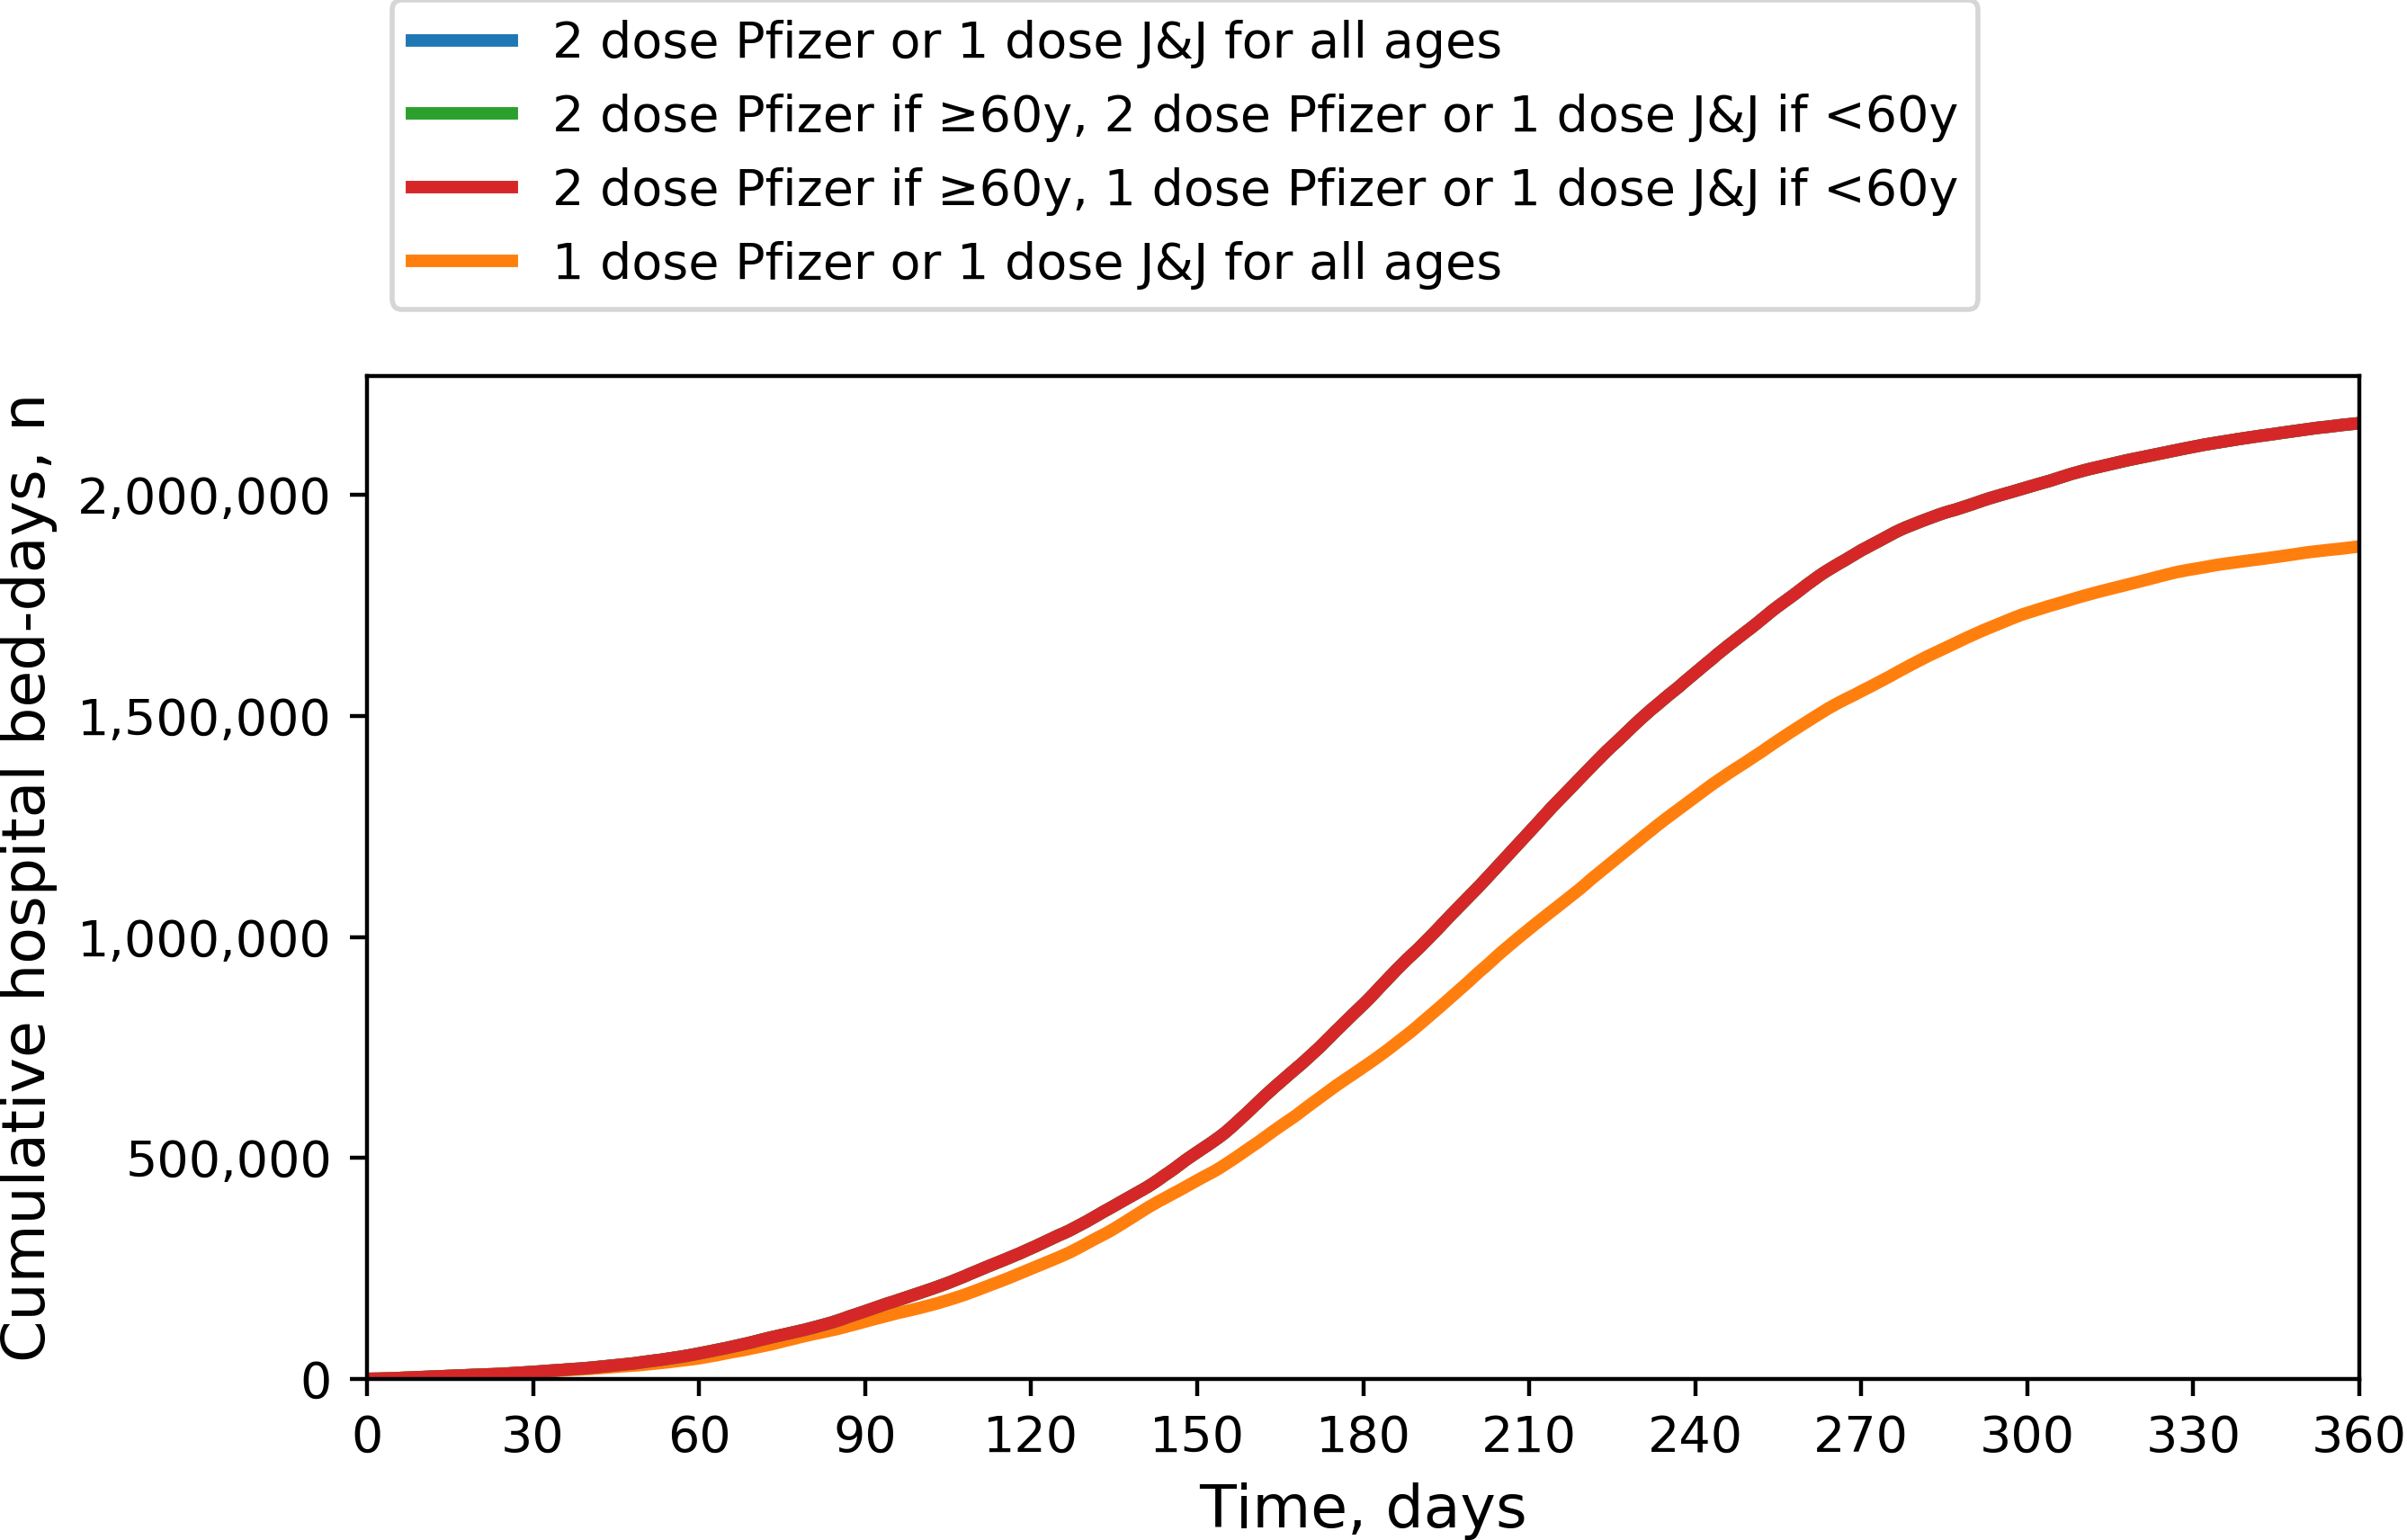 2 dose Pfizer or 1 dose J&J for all ages
2 dose Pfizer if ≥60y, 2 dose Pfizer or 1 dose J&J if <60y
2 dose Pfizer if ≥60y, 1 dose Pfizer or 1 dose J&J if <60y
1 dose Pfizer or 1 dose J&J for all ages
Cumulative hospital bed-days, n
2,000,000
1,500,000
1,000,000
500,000
0
0 30 60 90 120 150 180 210 240 270 300 330 360
Time, days